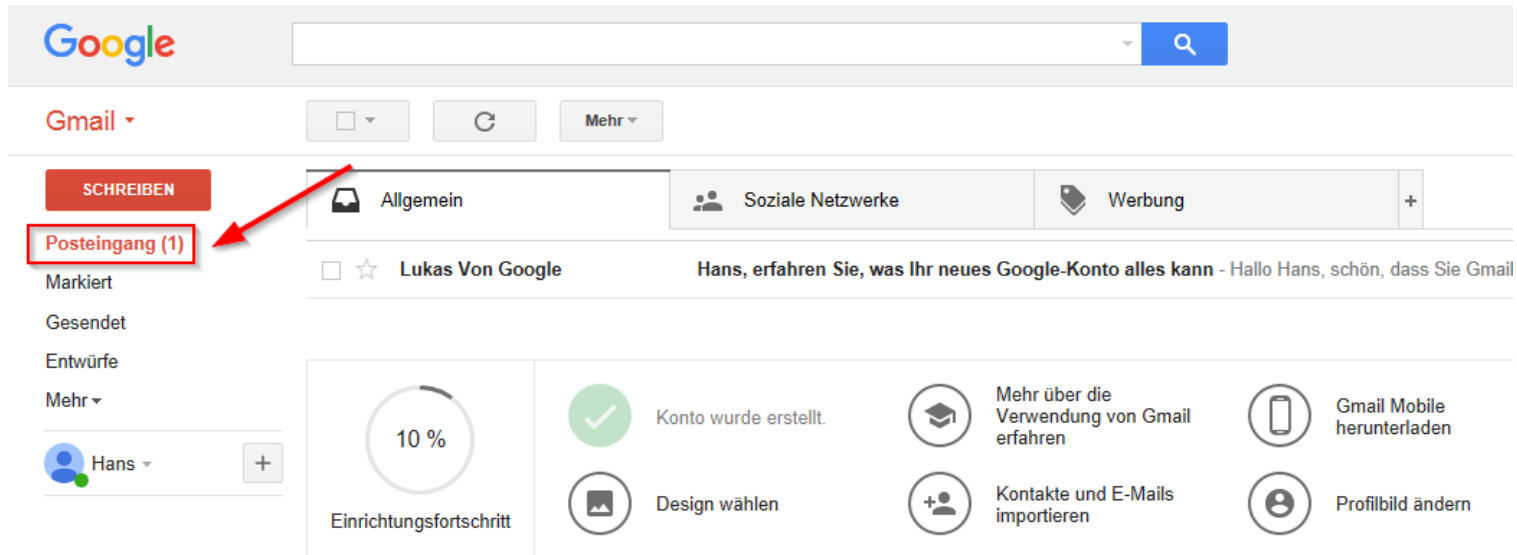 Google
Gmail
Mehr
SCHREIBEN
Allgemein
Soziale Netzwerke
Werbung
+
Posteingang (1)
Lukas Von Google
Hans, erfahren Sie, was Ihr neues Google-Konto alles kann - Hallo Hans, schön, dass Sie Gmail
Markiert
Gesendet
Entwürfe
Mehr
Hans
+
10 %
Einrichtungsfortschritt
Konto wurde erstellt.
Mehr über die
Verwendung von Gmail
erfahren
Gmail Mobile
herunterladen
Design wählen
Kontakte und E-Mails
importieren
Profilbild ändern